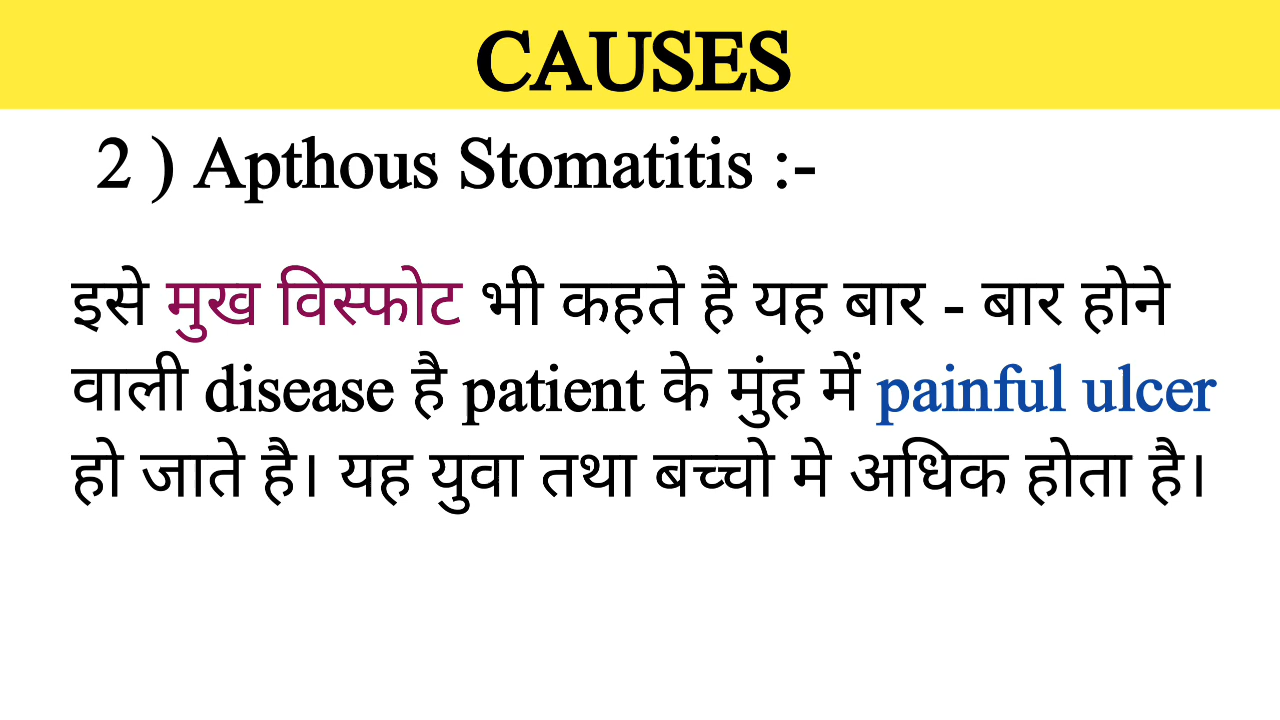 CAUSES
2 ) Apthous Stomatitis :-
इसे मुख विस्फोट भी कहते है यह बार - बार होने
वाली disease है patient के मुंह में painful ulcer
हो जाते है। यह युवा तथा बच्चो मे अधिक होता है।